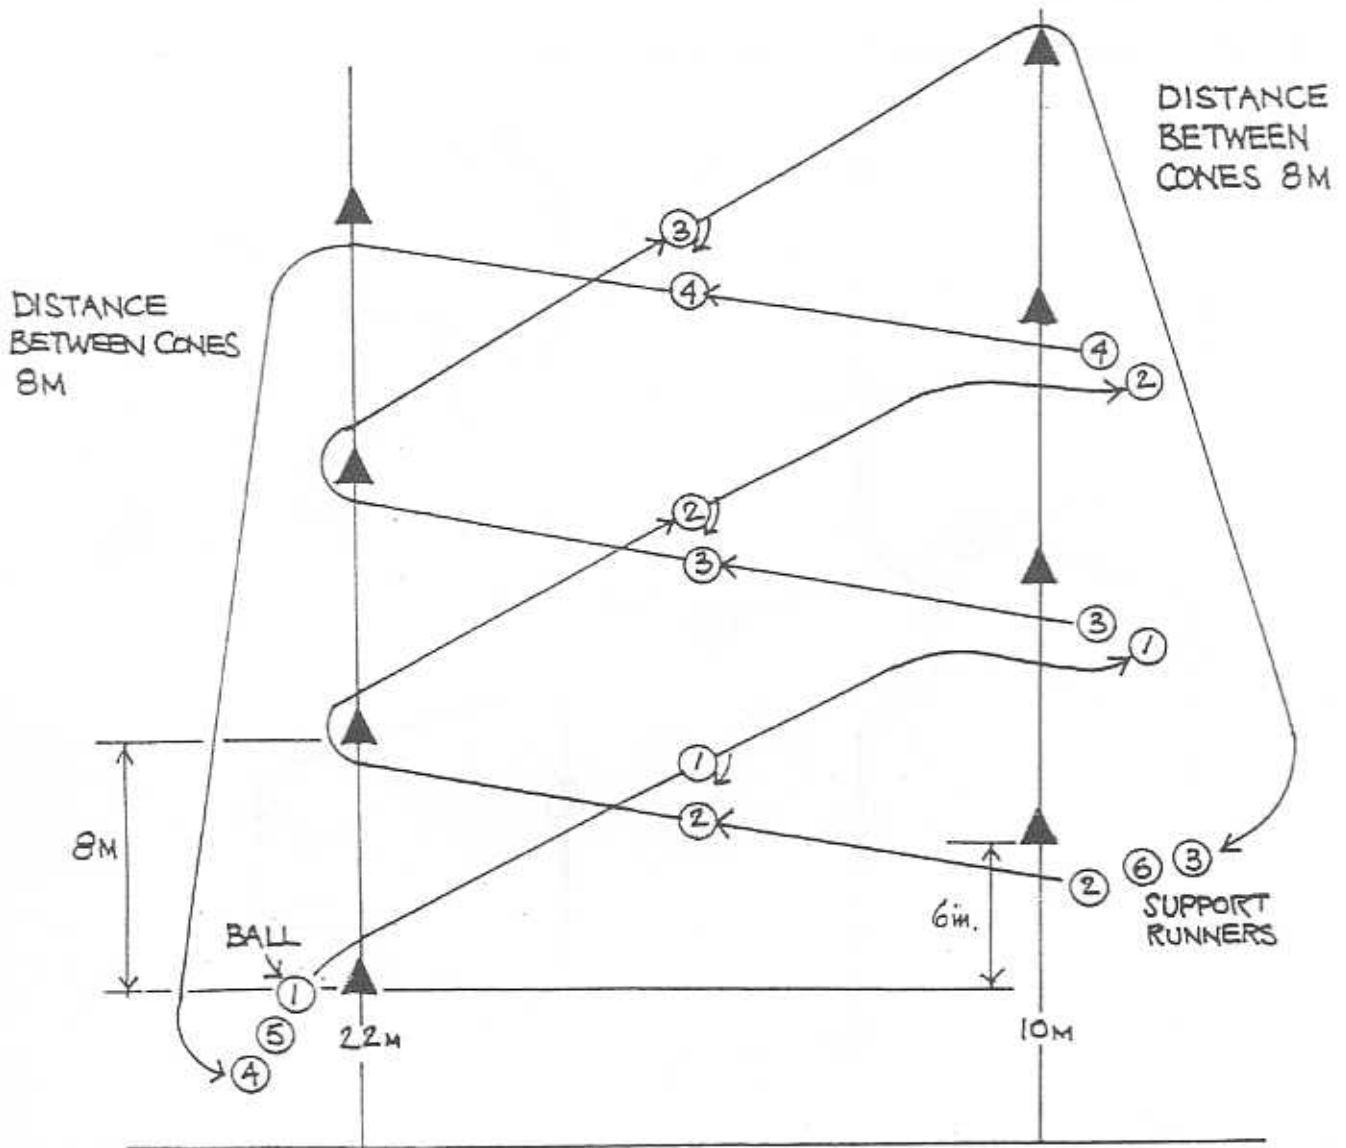 DISTANCE
BETWEEN
CONES 8M
3
4
DISTANCE
BETWEEN CONES
8M
4
2
2
3
3
1
1
2
8M
2
6
3
6m.
SUPPORT
RUNNERS
BALL
1
5
22M
10M
4